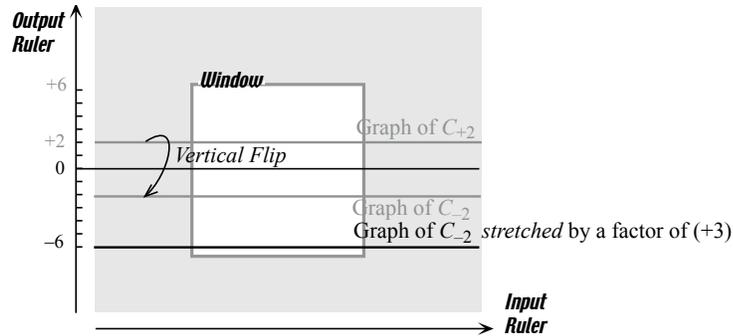 Output
Ruler
+6
Window
Graph of C+2
+2
Vertical Flip
0
Graph of C–2
Graph of C–2 stretched by a factor of (+3)
–6
Input
Ruler